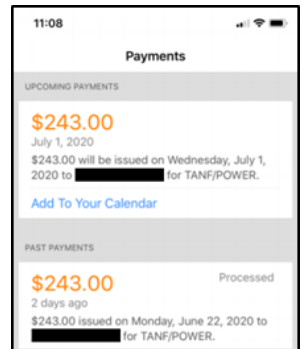 11:08
Payments
UPCOMING PAYMENTS
$243.00
July 1, 2020
$243.00 will be issued on Wednesday, July 1,
2020 to for TANF/POWER.
Add To Your Calendar
PAST PAYMENTS
$243.00 Processed
2 days ago
$243.00 issued on Monday, June 22, 2020 to
for TANF/POWER.